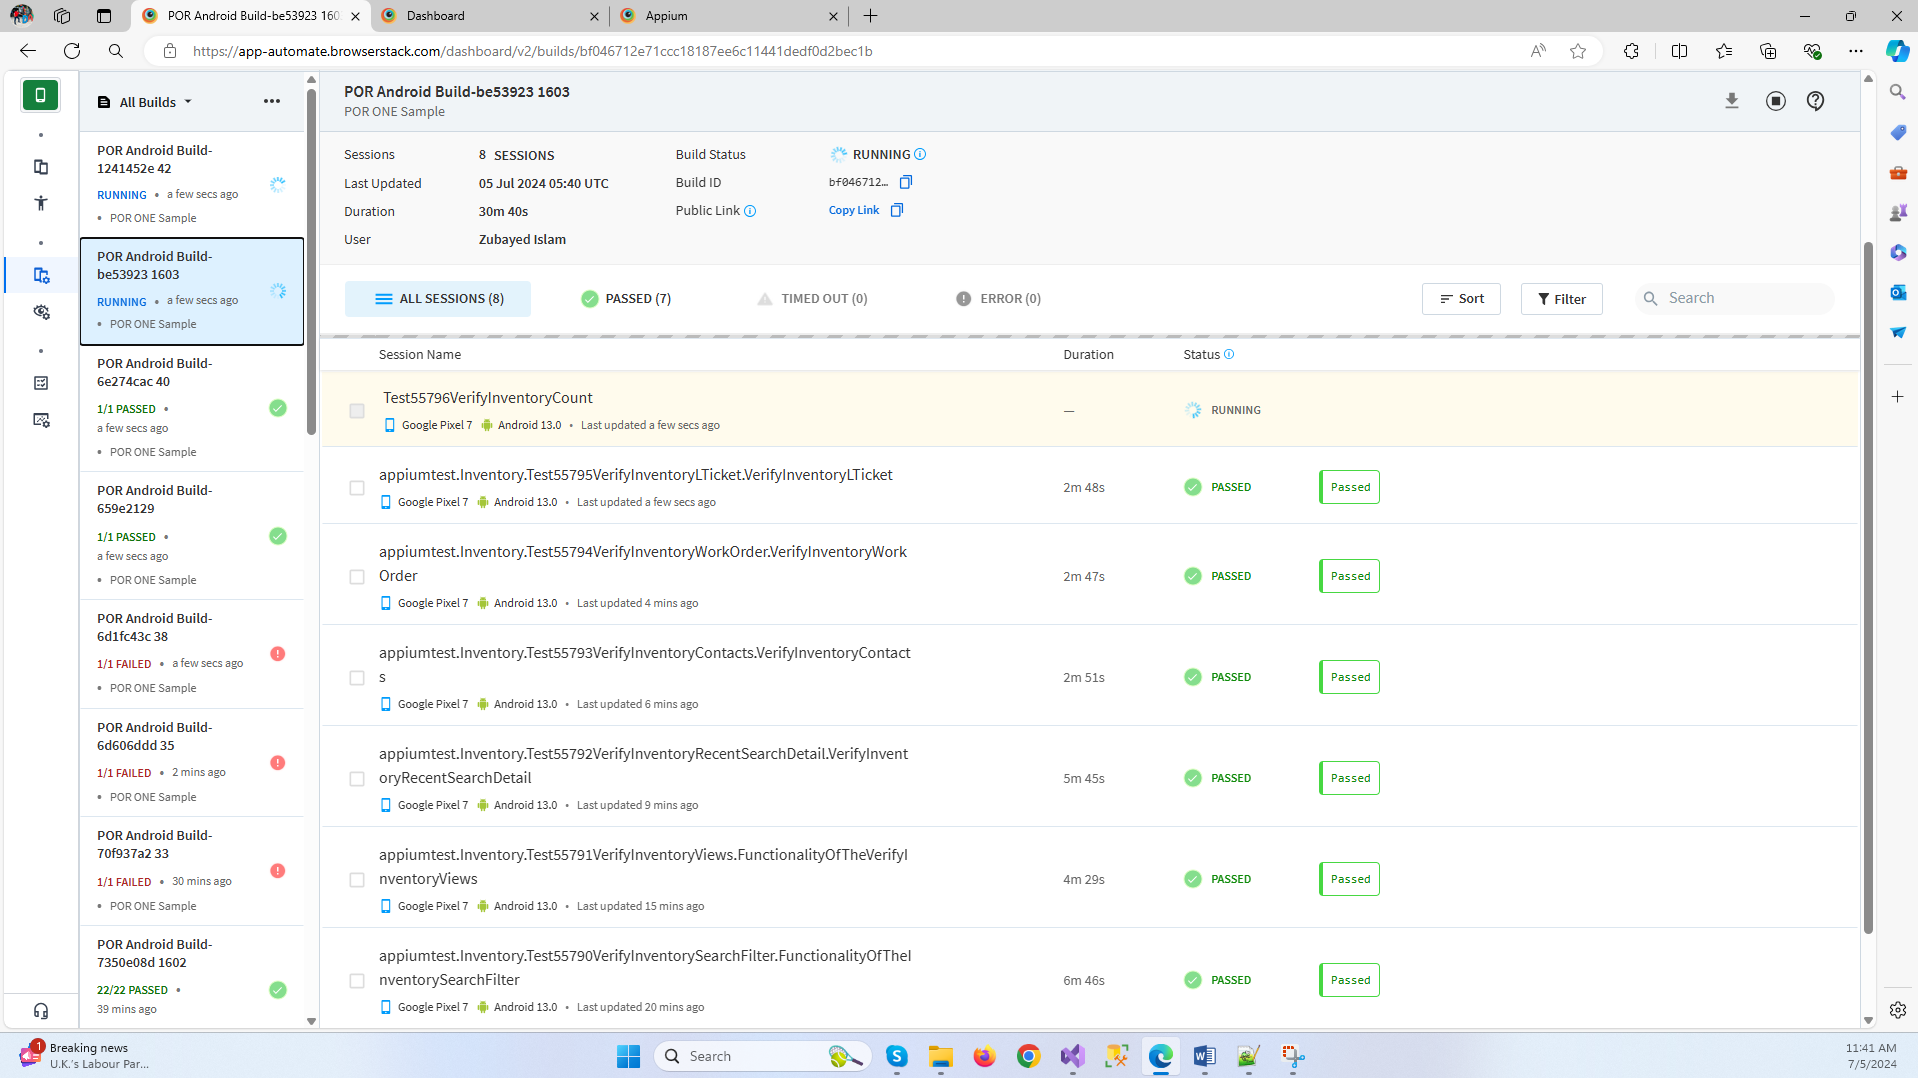 POR Android Build-be53923 160
Dashboard
Appium
https://app-automate.browserstack.com/dashboard/v2/builds/bf046712e71ccc18187ee6c11441dedf0d2bec1b
All Builds
POR Android Build-
1241452e 42
RUNNING • a few secs ago
• POR ONE Sample
POR Android Build-
be53923 1603
RUNNING • a few secs ago
• POR ONE Sample
POR Android Build-
6e274cac 40
1/1 PASSED •
a few secs ago
• POR ONE Sample
POR Android Build-
659e2129
1/1 PASSED •
a few secs ago
• POR ONE Sample
POR Android Build-
6d1fc43c 38
1/1 FAILED • a few secs ago
• POR ONE Sample
POR Android Build-
6d606ddd 35
1/1 FAILED • 2 mins ago
• POR ONE Sample
POR Android Build-
70f937a2 33
1/1 FAILED • 30 mins ago
• POR ONE Sample
POR Android Build-
7350e08d 1602
22/22 PASSED •
39 mins ago
POR Android Build-be53923 1603
POR ONE Sample
Sessions 8 SESSIONS Build Status RUNNING
Last Updated 05 Jul 2024 05:40 UTC Build ID bf046712...
Duration 30m 40s Public Link Copy Link
User Zubayed Islam
ALL SESSIONS (8) PASSED (7) TIMED OUT (0) ERROR (0) Sort Filter Search
Session Name Duration Status
Test55796VerifyInventoryCount
— RUNNING
Google Pixel 7 Android 13.0 • Last updated a few secs ago
appiumtest.Inventory.Test55795VerifyInventoryLTicket.VerifyInventoryLTicket
2m 48s PASSED Passed
Google Pixel 7 Android 13.0 • Last updated a few secs ago
appiumtest.Inventory.Test55794VerifyInventoryWorkOrder.VerifyInventoryWork
Order
2m 47s PASSED Passed
Google Pixel 7 Android 13.0 • Last updated 4 mins ago
appiumtest.Inventory.Test55793VerifyInventoryContacts.VerifyInventoryContact
s
2m 51s PASSED Passed
Google Pixel 7 Android 13.0 • Last updated 6 mins ago
appiumtest.Inventory.Test55792VerifyInventoryRecentSearchDetail.VerifyInvent
oryRecentSearchDetail
5m 45s PASSED Passed
Google Pixel 7 Android 13.0 • Last updated 9 mins ago
appiumtest.Inventory.Test55791VerifyInventoryViews.FunctionalityOfTheVerifyI
nventoryViews
4m 29s PASSED Passed
Google Pixel 7 Android 13.0 • Last updated 15 mins ago
appiumtest.Inventory.Test55790VerifyInventorySearchFilter.FunctionalityOfTheI
nventorySearchFilter
6m 46s PASSED Passed
Google Pixel 7 Android 13.0 • Last updated 20 mins ago
1
Breaking news
U.K.'s Labour Par...
Search
11:41 AM
7/5/2024